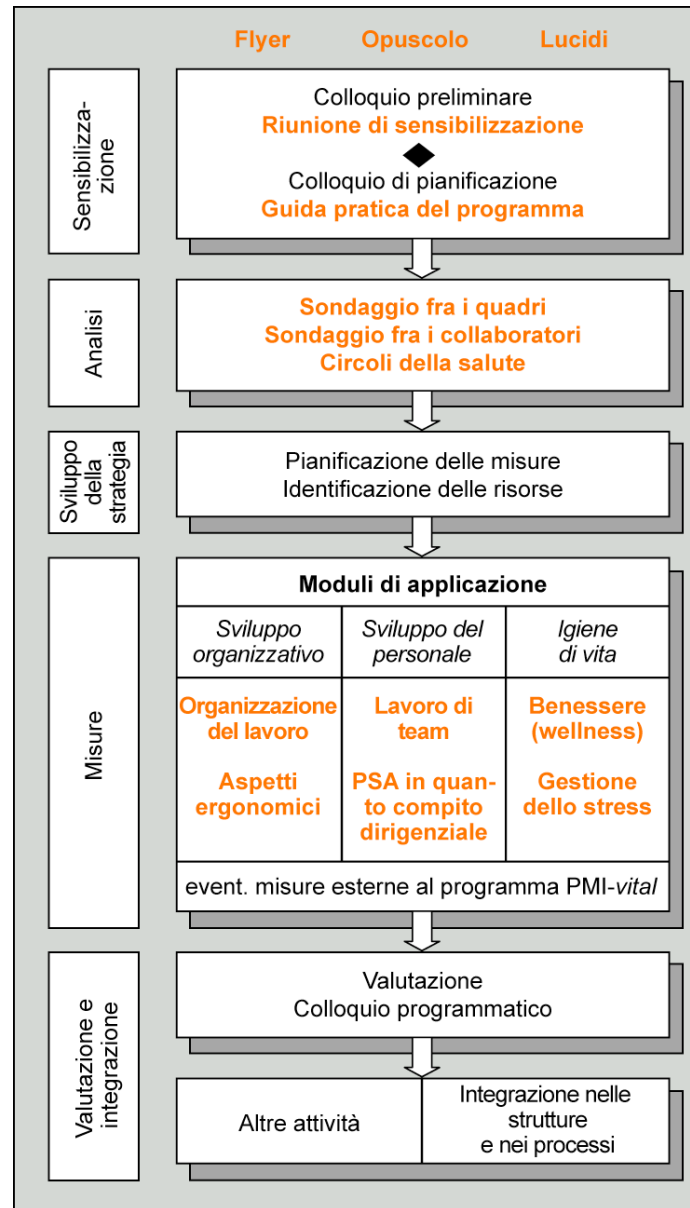 Flyer Opuscolo Lucidi
Sensibilizza-
zione
Colloquio preliminare
Riunione di sensibilizzazione
Colloquio di pianificazione
Guida pratica del programma
Analisi
Sondaggio fra i quadri
Sondaggio fra i collaboratori
Circoli della salute
Sviluppo
della
strategia
Pianificazione delle misure
Identificazione delle risorse
Misure
Moduli di applicazione
Sviluppo
organizzativo
Sviluppo del
personale
Igiene
di vita
Organizzazione
del lavoro
Aspetti
ergonomici
Lavoro di
team
PSA in quan-
to compito
dirigenziale
Benessere
(wellness)
Gestione
dello stress
event. misure esterne al programma PMI-vital
Valutazione e
integrazione
Valutazione
Colloquio programmatico
Altre attività
Integrazione nelle
strutture
e nei processi